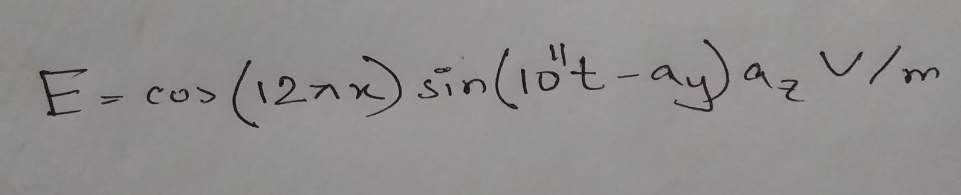 E = cos(12πx) sin(10¹¹t - ay) a_z V/m